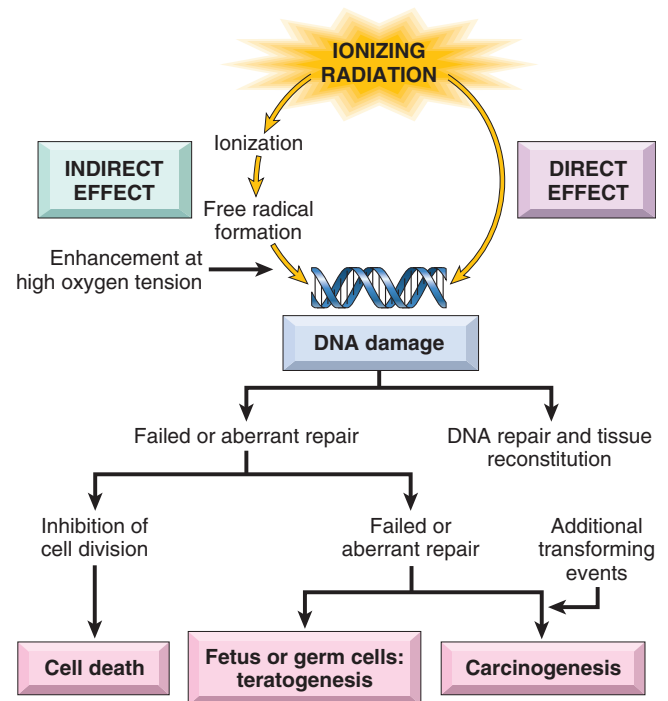 IONIZING
RADIATION
Ionization
INDIRECT
EFFECT
DIRECT
EFFECT
Free radical
formation
Enhancement at
high oxygen tension
DNA damage
Failed or aberrant repair
DNA repair and tissue
reconstitution
Inhibition of
cell division
Failed or
aberrant repair
Additional
transforming
events
Cell death
Fetus or germ cells:
teratogenesis
Carcinogenesis